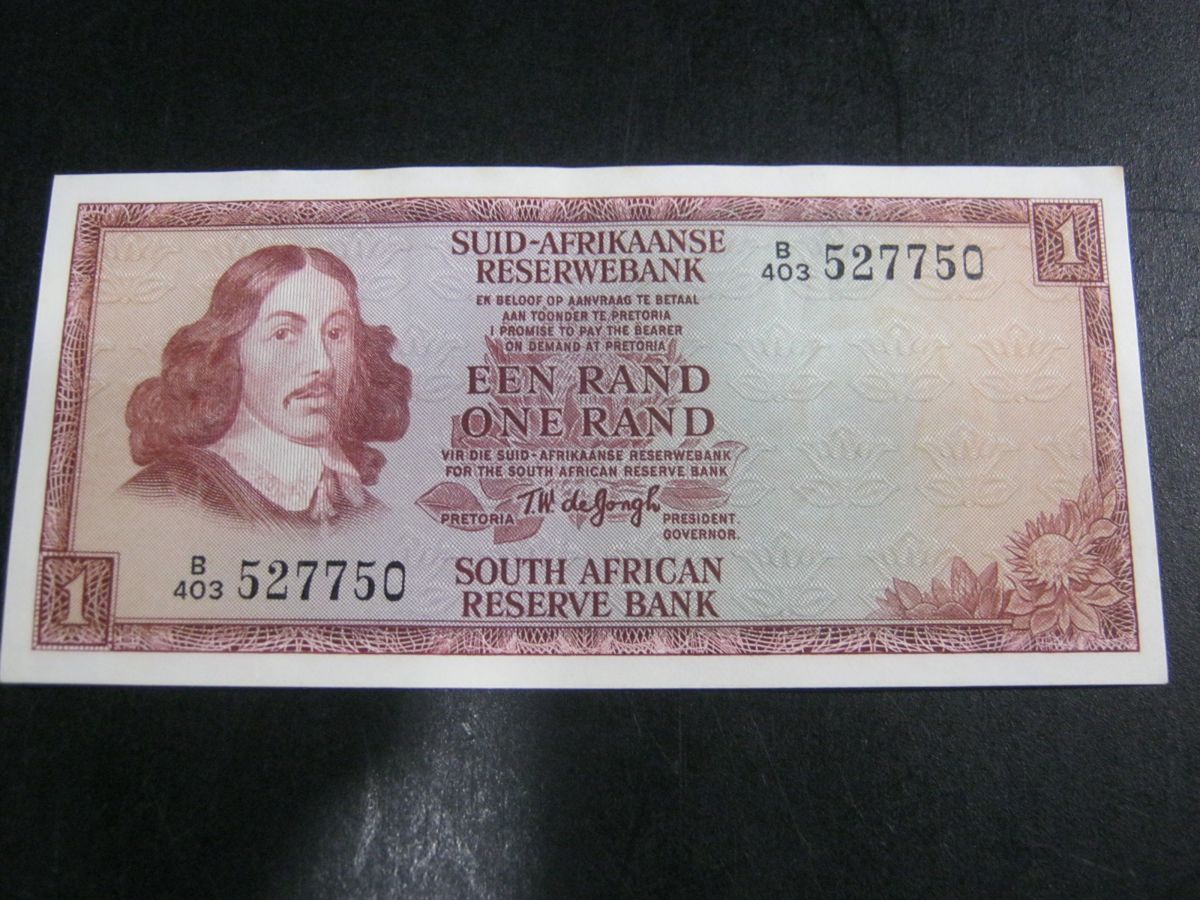 SUID-AFRIKAANSE
RESERWEBANK
B
403 527750
1
EK BELOOF OP AANVRAAG TE BETAAL
AAN TOONDER TE PRETORIA
I PROMISE TO PAY THE BEARER
ON DEMAND AT PRETORIA
EEN RAND
ONE RAND
VIR DIE SUID-AFRIKAANSE RESERWEBANK
FOR THE SOUTH AFRICAN RESERVE BANK
T.W. de Jongh
PRETORIA
PRESIDENT.
GOVERNOR.
1
B
403 527750
SOUTH AFRICAN
RESERVE BANK